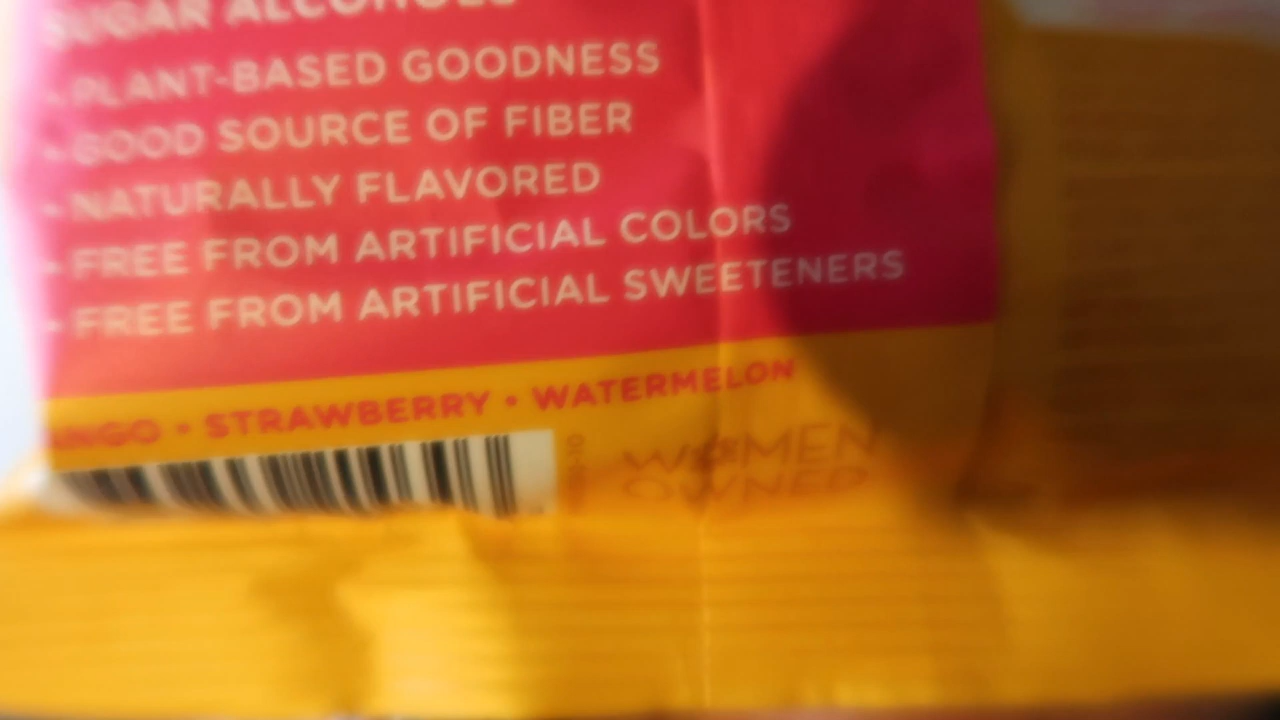 SUGAR ALCOHOLS
• PLANT-BASED GOODNESS
• GOOD SOURCE OF FIBER
• NATURALLY FLAVORED
• FREE FROM ARTIFICIAL COLORS
• FREE FROM ARTIFICIAL SWEETENERS
ANGO • STRAWBERRY • WATERMELON
WOMEN
OWNED